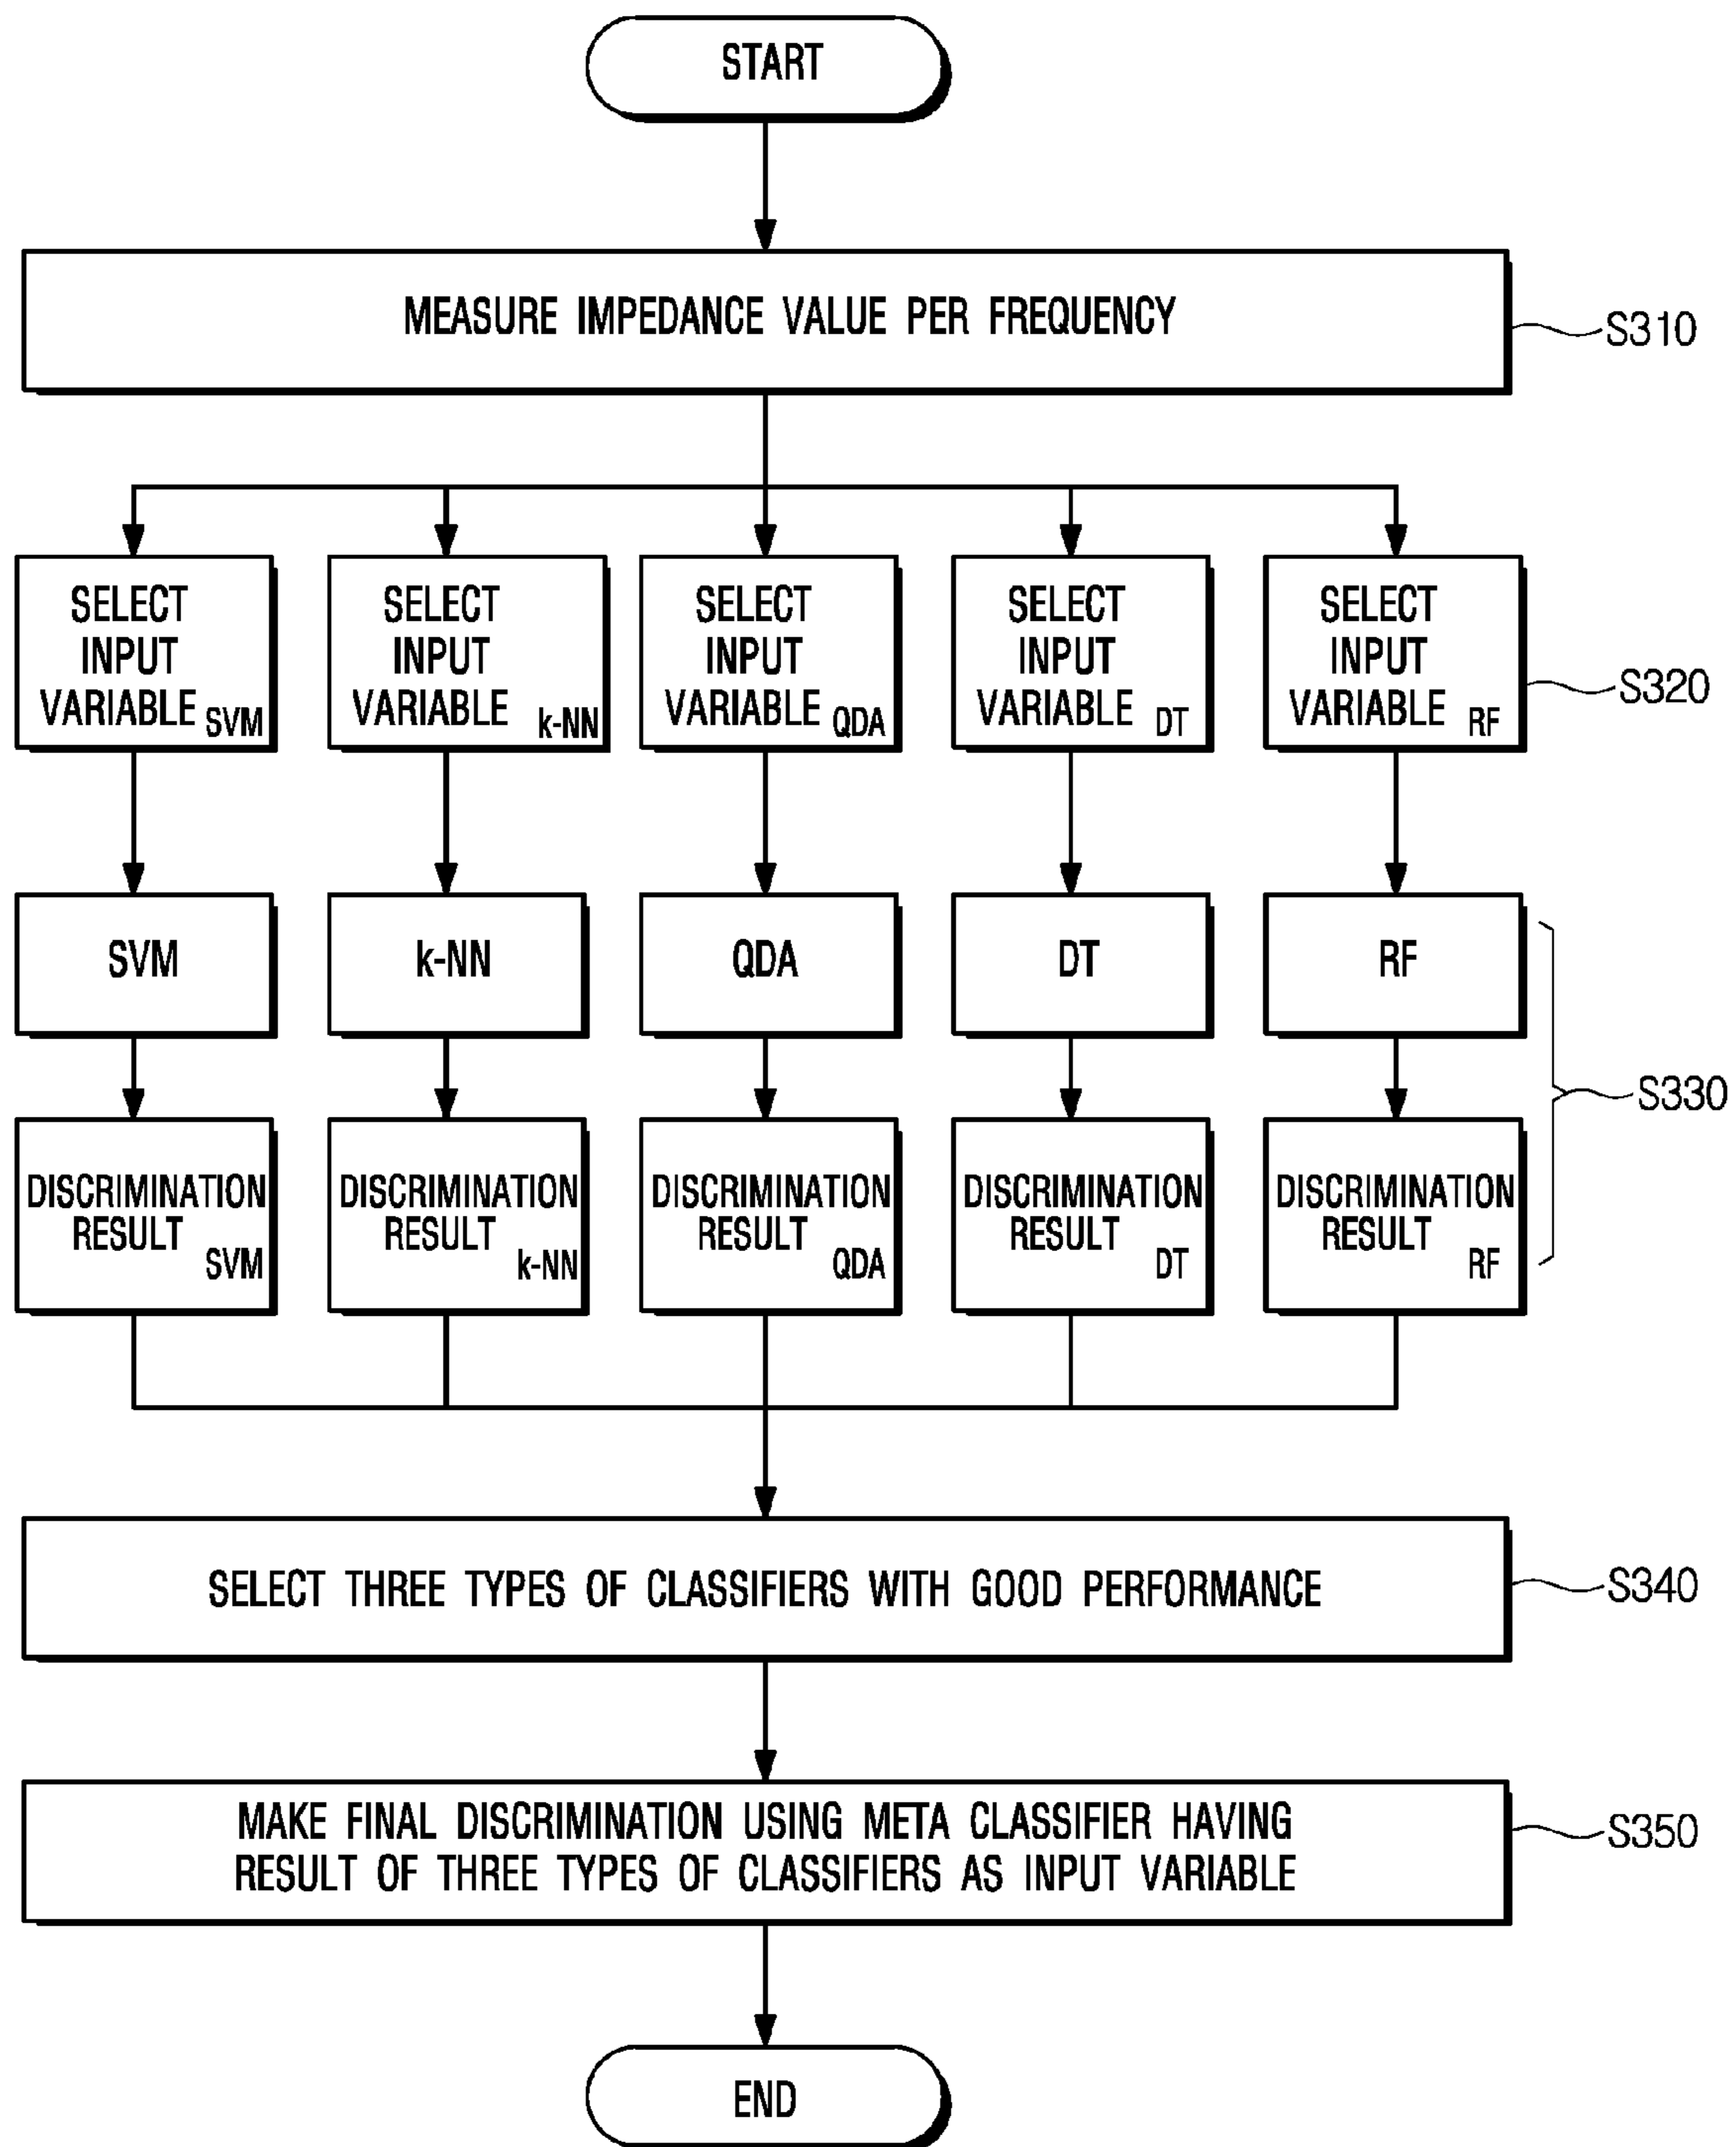 START
MEASURE IMPEDANCE VALUE PER FREQUENCY
S310
SELECT
INPUT
VARIABLE SVM
SELECT
INPUT
VARIABLE k-NN
SELECT
INPUT
VARIABLE QDA
SELECT
INPUT
VARIABLE DT
SELECT
INPUT
VARIABLE RF
S320
SVM
k-NN
QDA
DT
RF
S330
DISCRIMINATION
RESULT SVM
DISCRIMINATION
RESULT k-NN
DISCRIMINATION
RESULT QDA
DISCRIMINATION
RESULT DT
DISCRIMINATION
RESULT RF
SELECT THREE TYPES OF CLASSIFIERS WITH GOOD PERFORMANCE
S340
MAKE FINAL DISCRIMINATION USING META CLASSIFIER HAVING
RESULT OF THREE TYPES OF CLASSIFIERS AS INPUT VARIABLE
S350
END